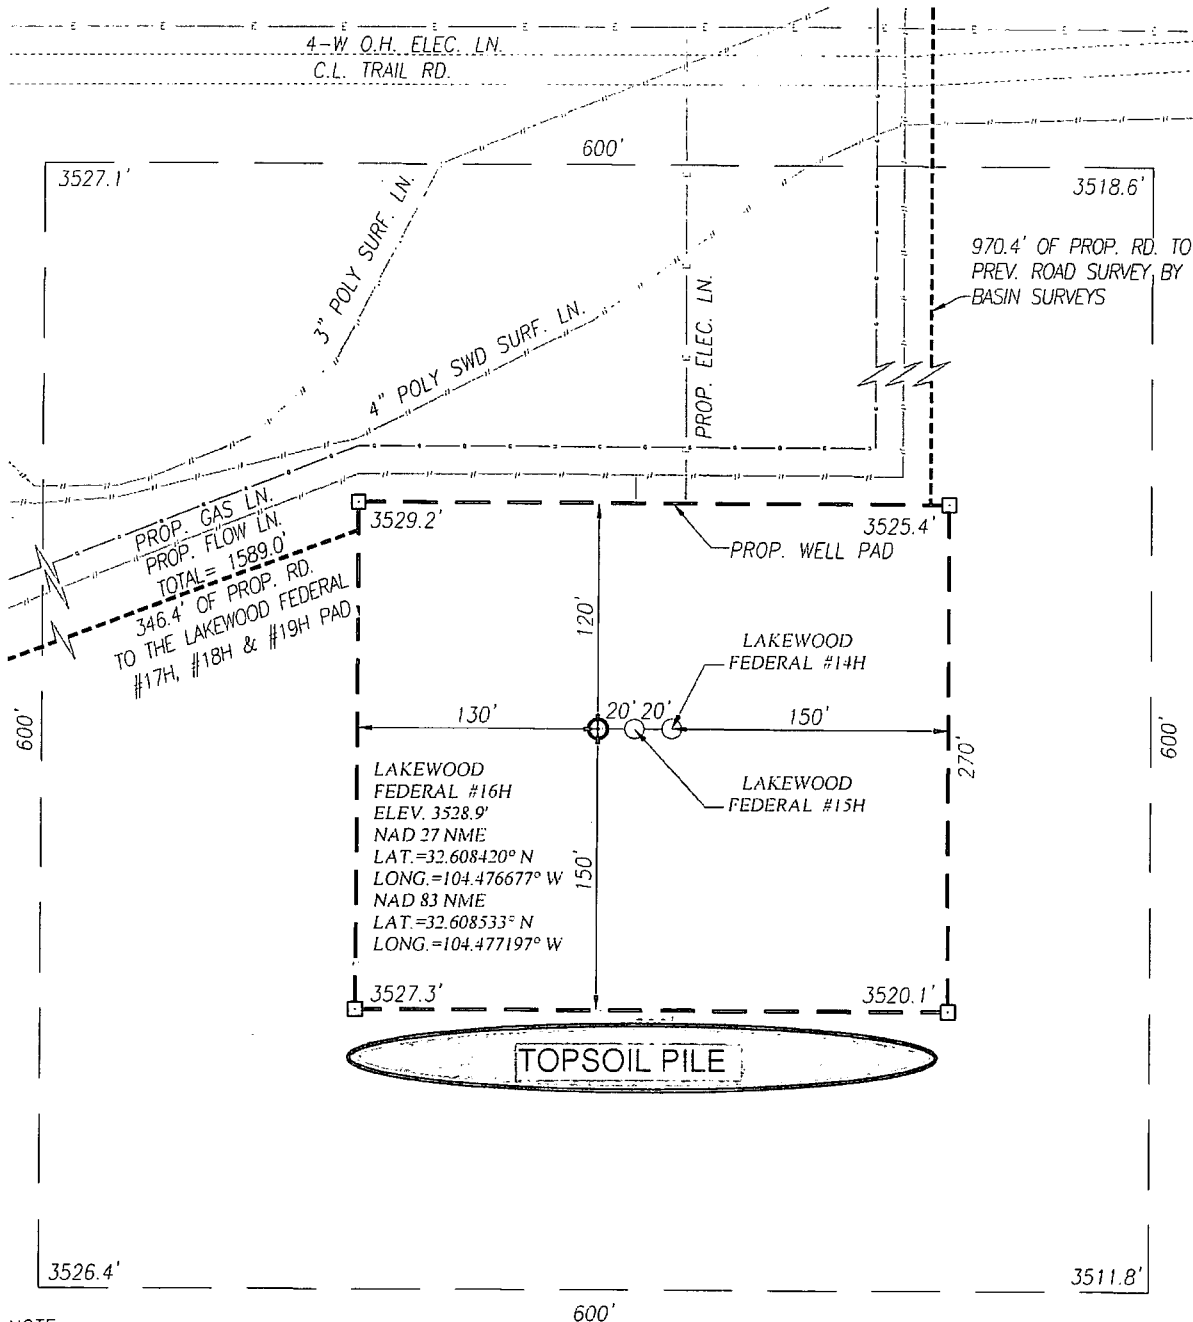 4-W O.H. ELEC. LN.
C.L. TRAIL RD.
600'
3527.1'
3518.6'
970.4' OF PROP. RD. TO
PREV. ROAD SURVEY BY
BASIN SURVEYS
3" POLY SURF. LN.
4" POLY SWD SURF. LN.
PROP. ELEC. LN.
PROP. GAS LN.
PROP. FLOW LN.
TOTAL= 1589.0'
346.4' OF PROP. RD.
TO THE LAKEWOOD FEDERAL
#17H, #18H & #19H PAD
3529.2'
3525.4'
PROP. WELL PAD
120'
LAKEWOOD
FEDERAL #14H
130'
20' 20'
150'
600'
270'
600'
LAKEWOOD
FEDERAL #15H
LAKEWOOD
FEDERAL #16H
ELEV. 3528.9'
NAD 27 NME
LAT.=32.608420° N
LONG.=104.476677° W
NAD 83 NME
LAT.=32.608533° N
LONG.=104.477197° W
150'
3527.3'
3520.1'
TOPSOIL PILE
3526.4'
3511.8'
600'